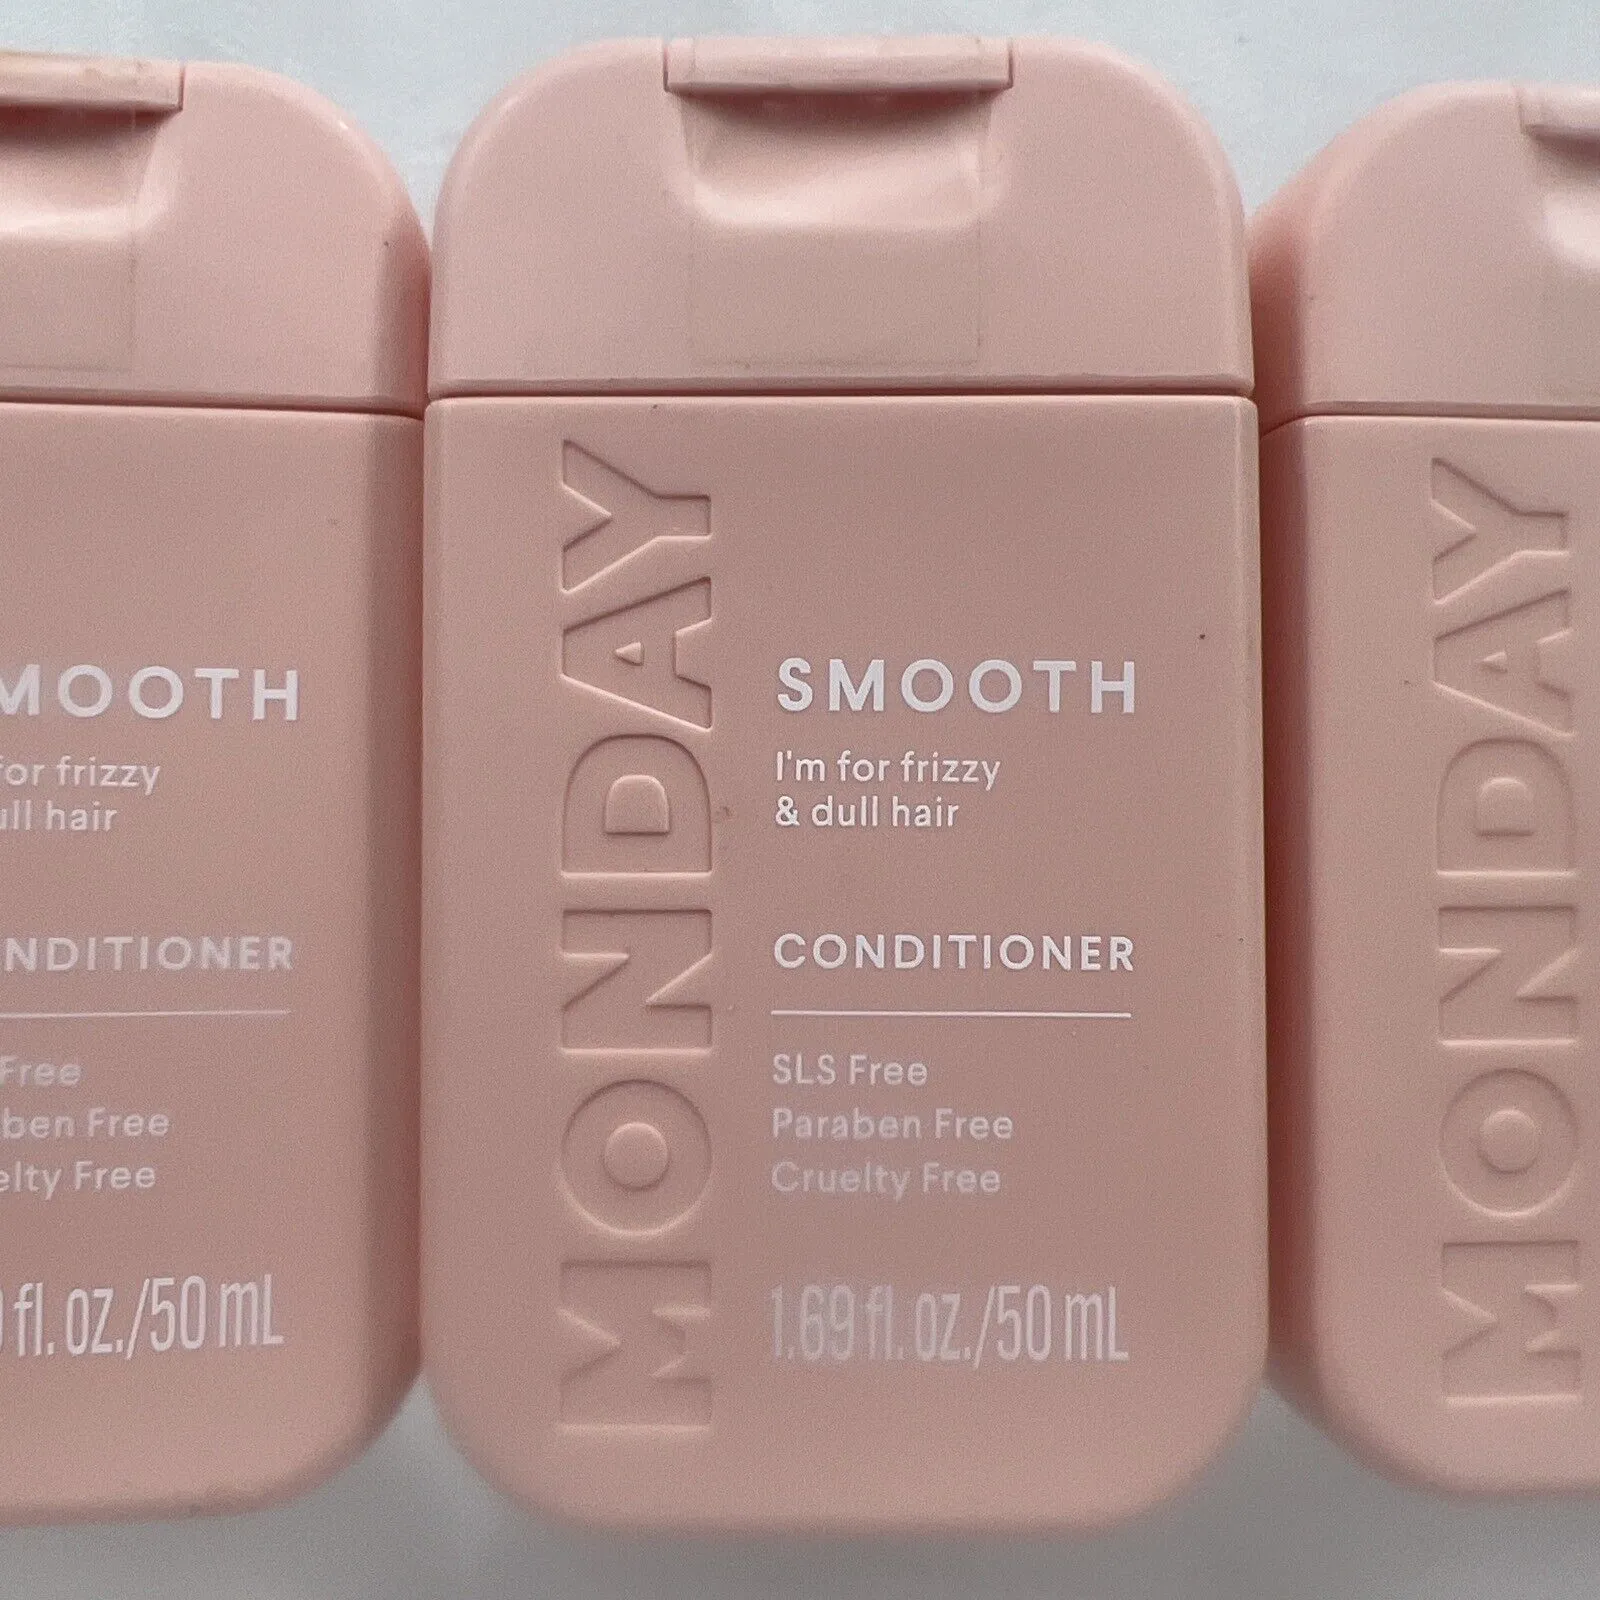 MOOTH
for frizzy
ull hair
NDITIONER
Free
ben Free
elty Free
fl. oz./50 mL
MONDAY
SMOOTH
I'm for frizzy
& dull hair
CONDITIONER
SLS Free
Paraben Free
Cruelty Free
1.69 fl. oz./50 mL
MONDAY